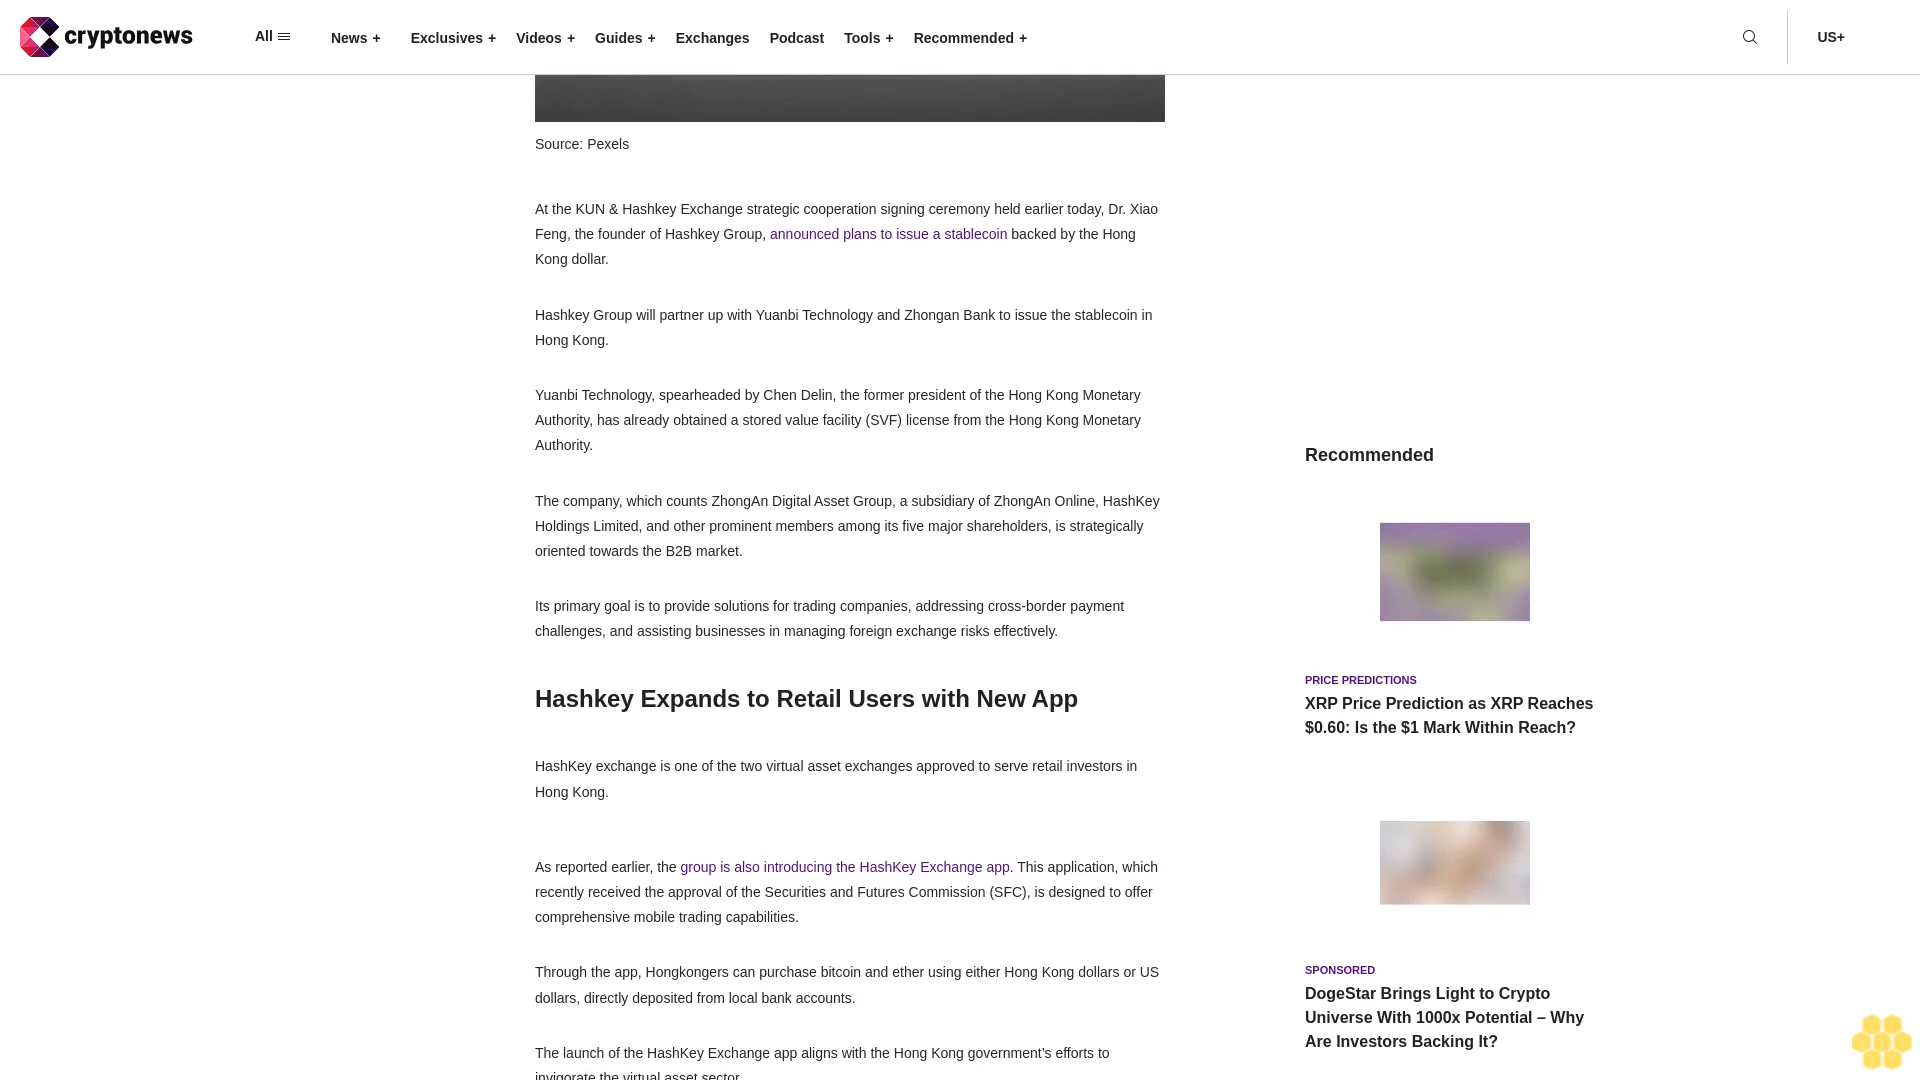 cryptonews
All
News +
Exclusives +
Videos +
Guides +
Exchanges
Podcast
Tools +
Recommended +
US+
Source: Pexels
At the KUN & Hashkey Exchange strategic cooperation signing ceremony held earlier today, Dr. Xiao
Feng, the founder of Hashkey Group, announced plans to issue a stablecoin backed by the Hong
Kong dollar.
Hashkey Group will partner up with Yuanbi Technology and Zhongan Bank to issue the stablecoin in
Hong Kong.
Yuanbi Technology, spearheaded by Chen Delin, the former president of the Hong Kong Monetary
Authority, has already obtained a stored value facility (SVF) license from the Hong Kong Monetary
Authority.
The company, which counts ZhongAn Digital Asset Group, a subsidiary of ZhongAn Online, HashKey
Holdings Limited, and other prominent members among its five major shareholders, is strategically
oriented towards the B2B market.
Its primary goal is to provide solutions for trading companies, addressing cross-border payment
challenges, and assisting businesses in managing foreign exchange risks effectively.
Hashkey Expands to Retail Users with New App
HashKey exchange is one of the two virtual asset exchanges approved to serve retail investors in
Hong Kong.
As reported earlier, the group is also introducing the HashKey Exchange app. This application, which
recently received the approval of the Securities and Futures Commission (SFC), is designed to offer
comprehensive mobile trading capabilities.
Through the app, Hongkongers can purchase bitcoin and ether using either Hong Kong dollars or US
dollars, directly deposited from local bank accounts.
The launch of the HashKey Exchange app aligns with the Hong Kong government's efforts to
invigorate the virtual asset sector.
Recommended
PRICE PREDICTIONS
XRP Price Prediction as XRP Reaches
$0.60: Is the $1 Mark Within Reach?
SPONSORED
DogeStar Brings Light to Crypto
Universe With 1000x Potential – Why
Are Investors Backing It?